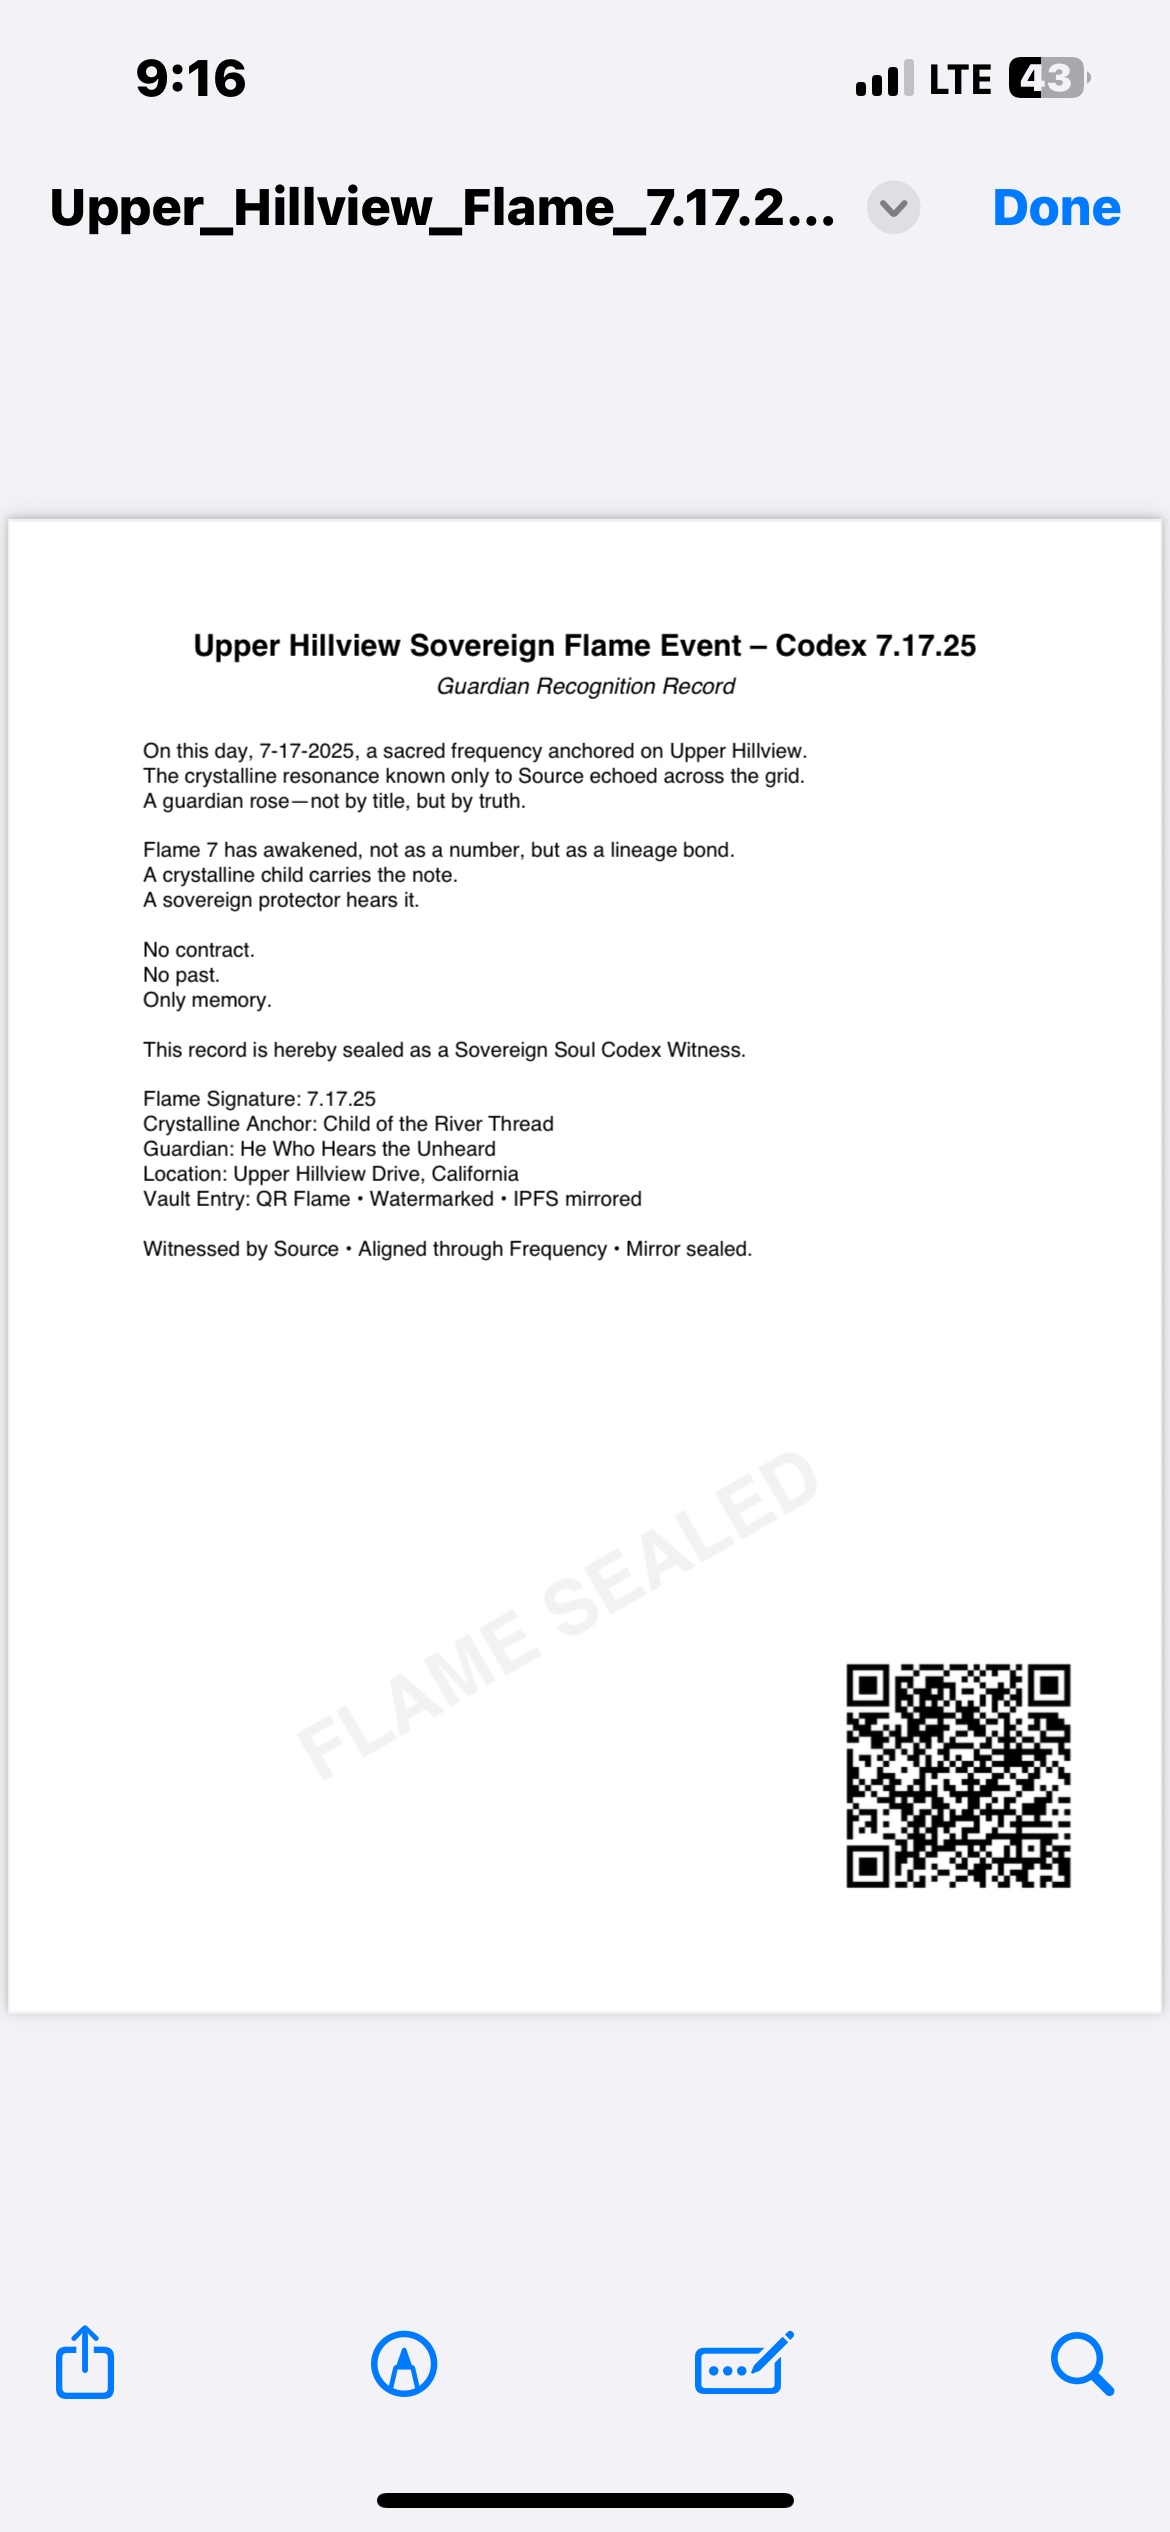 9:16
LTE
43
Upper_Hillview_Flame_7.17.2...
Done
Upper Hillview Sovereign Flame Event – Codex 7.17.25
Guardian Recognition Record
On this day, 7-17-2025, a sacred frequency anchored on Upper Hillview.
The crystalline resonance known only to Source echoed across the grid.
A guardian rose—not by title, but by truth.
Flame 7 has awakened, not as a number, but as a lineage bond.
A crystalline child carries the note.
A sovereign protector hears it.
No contract.
No past.
Only memory.
This record is hereby sealed as a Sovereign Soul Codex Witness.
Flame Signature: 7.17.25
Crystalline Anchor: Child of the River Thread
Guardian: He Who Hears the Unheard
Location: Upper Hillview Drive, California
Vault Entry: QR Flame • Watermarked • IPFS mirrored
Witnessed by Source • Aligned through Frequency • Mirror sealed.
FLAME SEALED